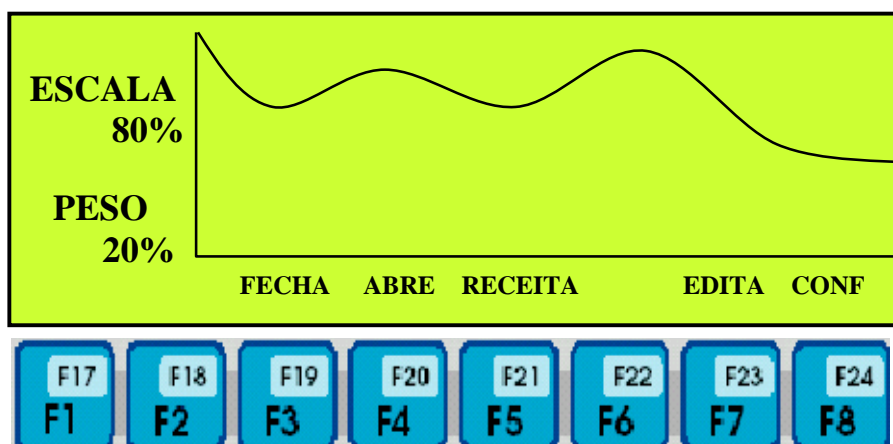 ESCALA
80%
PESO
20%
FECHA ABRE RECEITA EDITA CONF
F17 F18 F19 F20 F21 F22 F23 F24
F1 F2 F3 F4 F5 F6 F7 F8